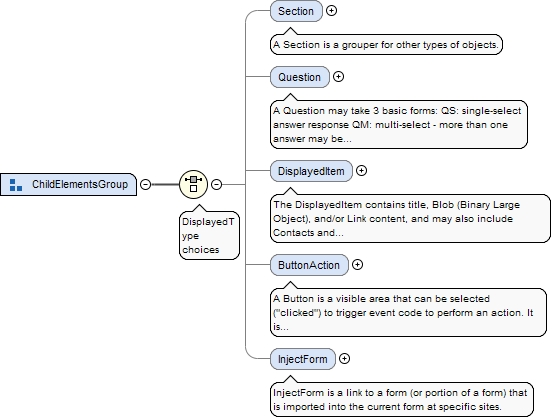 Section
A Section is a grouper for other types of objects.
Question
A Question may take 3 basic forms: QS: single-select
answer response QM: multi-select - more than one
answer may be...
ChildElementsGroup
DisplayedT
ype
choices
DisplayedItem
The DisplayedItem contains title, Blob (Binary Large
Object), and/or Link content, and may also include
Contacts and...
ButtonAction
A Button is a visible area that can be selected
("clicked") to trigger event code to perform an action. It
is...
InjectForm
InjectForm is a link to a form (or portion of a form) that
is imported into the current form at specific sites.